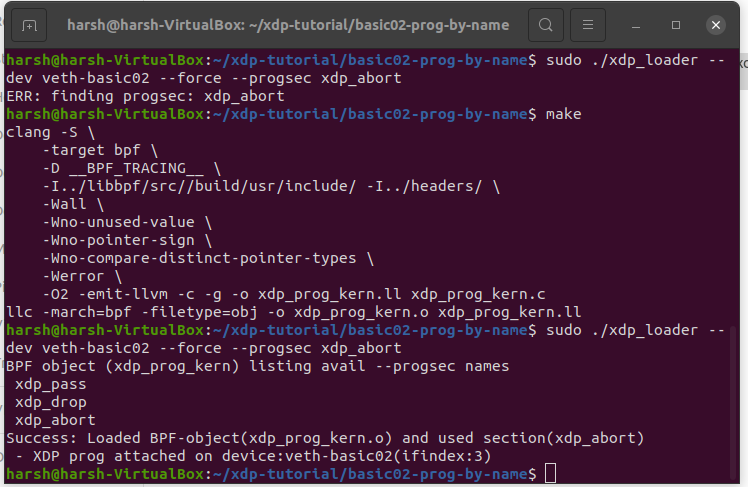 harsh@harsh-VirtualBox: ~/xdp-tutorial/basic02-prog-by-name
harsh@harsh-VirtualBox:~/xdp-tutorial/basic02-prog-by-name$ sudo ./xdp_loader --
dev veth-basic02 --force --progsec xdp_abort
ERR: finding progsec: xdp_abort
harsh@harsh-VirtualBox:~/xdp-tutorial/basic02-prog-by-name$ make
clang -S \
    -target bpf \
    -D __BPF_TRACING__ \
    -I../libbpf/src//build/usr/include/ -I../headers/ \
    -Wall \
    -Wno-unused-value \
    -Wno-pointer-sign \
    -Wno-compare-distinct-pointer-types \
    -Werror \
    -O2 -emit-llvm -c -g -o xdp_prog_kern.ll xdp_prog_kern.c
llc -march=bpf -filetype=obj -o xdp_prog_kern.o xdp_prog_kern.ll
harsh@harsh-VirtualBox:~/xdp-tutorial/basic02-prog-by-name$ sudo ./xdp_loader --
dev veth-basic02 --force --progsec xdp_abort
BPF object (xdp_prog_kern) listing avail --progsec names
 xdp_pass
 xdp_drop
 xdp_abort
Success: Loaded BPF-object(xdp_prog_kern.o) and used section(xdp_abort)
 - XDP prog attached on device:veth-basic02(ifindex:3)
harsh@harsh-VirtualBox:~/xdp-tutorial/basic02-prog-by-name$